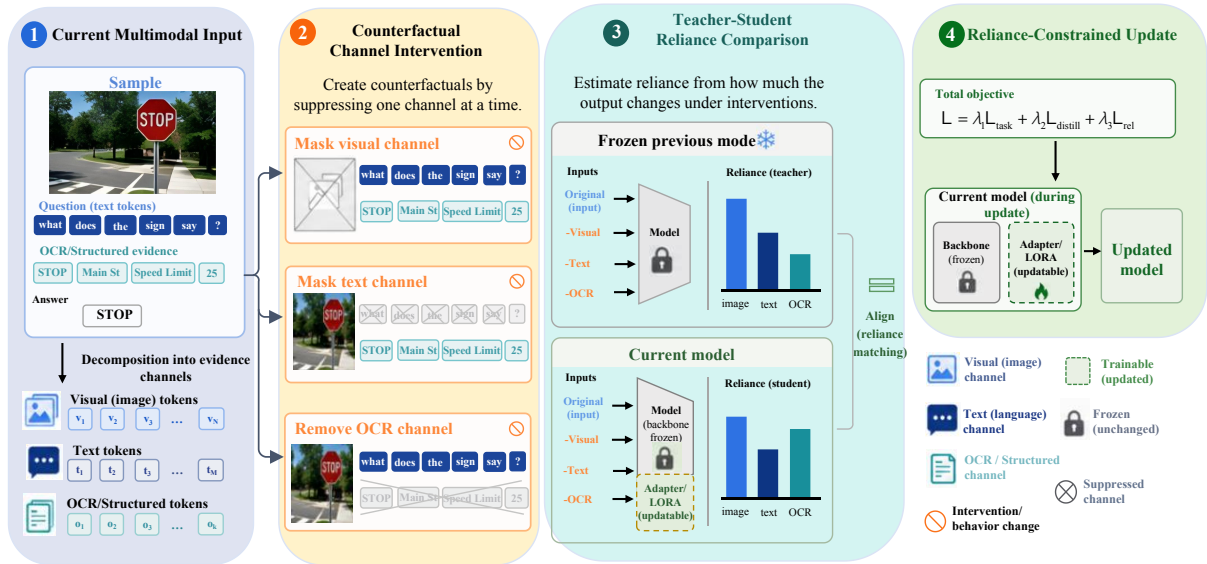 1 Current Multimodal Input
Sample
STOP
Question (text tokens)
what does the sign say ?
OCR/Structured evidence
STOP Main St Speed Limit 25
Answer
STOP
Decomposition into evidence
channels
Visual (image) tokens
v₁ v₂ v₃ ... v_N
Text tokens
t₁ t₂ t₃ ... t_M
OCR/Structured tokens
o₁ o₂ o₃ ... o_k
2 Counterfactual
Channel Intervention
Create counterfactuals by
suppressing one channel at a time.
Mask visual channel
what does the sign say ?
STOP Main St Speed Limit 25
Mask text channel
STOP
what does the sign say ?
STOP Main St Speed Limit 25
Remove OCR channel
STOP
what does the sign say ?
STOP Main St Speed Limit 25
3 Teacher-Student
Reliance Comparison
Estimate reliance from how much the
output changes under interventions.
Frozen previous mode
Inputs
Original
(input)
-Visual
-Text
-OCR
Model
Reliance (teacher)
image text OCR
Current model
Inputs
Original
(input)
-Visual
-Text
-OCR
Model
(backbone
frozen)
Adapter/
LORA
(updatable)
Reliance (student)
image text OCR
Align
(reliance
matching)
4 Reliance-Constrained Update
Total objective
L = λ₁L_task + λ₂L_distill + λ₃L_rel
Current model (during
update)
Backbone
(frozen)
Adapter/
LORA
(updatable)
Updated
model
Visual (image)
channel
Trainable
(updated)
Text (language)
channel
Frozen
(unchanged)
OCR / Structured
channel
Suppressed
channel
Intervention/
behavior change